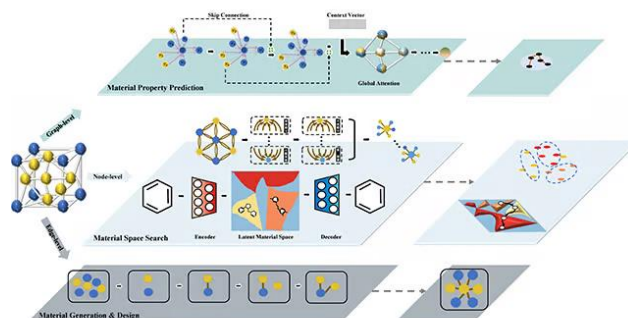 Skip Connection
Context Vector
Global Attention
Material Property Prediction
Graph-level
Node-level
Edge-level
Encoder
Latent Material Space
Decoder
Material Space Search
Material Generation & Design